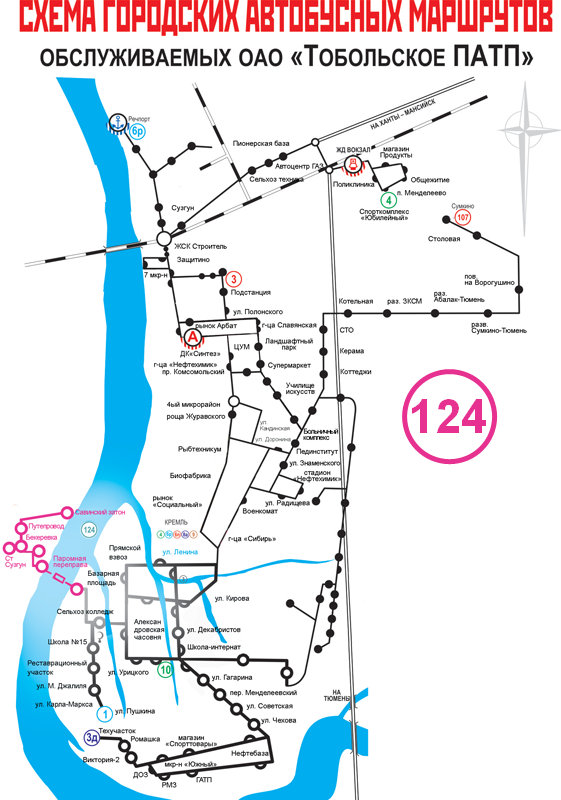 СХЕМА ГОРОДСКИХ АВТОБУСНЫХ МАРШРУТОВ
ОБСЛУЖИВАЕМЫХ ОАО «ТОБОЛЬСКОЕ ПАТП»
Речпорт
6р
НА ХАНТЫ – МАНСИЙСК
Пионерская база
Автоцентр ГАЗ
Сельхоз техника
ЖД ВОКЗАЛ
магазин
Продукты
Поликлиника
Общежитие
п. Менделеево
4
Спорткомплекс
"Юбилейный"
Сузгун
Сумкино
107
Столовая
ЖСК Строитель
Защитино
7 мкр-н
3
Подстанция
пов.
на Ворогушино
ул. Полонского
Котельная
раз. ЗКСМ
раз.
Абалак-Тюмень
рынок Арбат
г-ца Славянская
А
ДК«Синтез»
ЦУМ
Ландшафтный
парк
СТО
разв.
Сумкино-Тюмень
г-ца «Нефтехимик»
пр. Комсомольский
Супермаркет
Керама
Коттеджи
Училище
искусств
4ый микрорайон
роща Журавского
124
ул.
Кандинская
ул. Доронина
Больничный
комплекс
Рыбтехникум
Пединститут
ул. Знаменского
стадион
«Нефтехимик»
Биофабрика
рынок
«Социальный»
ул. Радищева
Военкомат
Савинский затон
Путепровод
Бекеревка
124
КРЕМЛЬ
г-ца «Сибирь»
Ст
Сузгун
Паромная
переправа
Прямской
взвоз
ул. Ленина
Базарная
площадь
ул. Кирова
Сельхоз колледж
Алексан
дровская
часовня
ул. Декабристов
?
Школа №15
Школа-интернат
Реставрационный
участок
ул. Урицкого
10
ул. Гагарина
ул. М. Джалиля
пер. Менделеевский
НА
ТЮМЕНЬ
ул. Карла-Маркса
1
ул. Пушкина
ул. Советская
ул. Чехова
3д
Техучасток
Ромашка
магазин
«Спорттовары»
Нефтебаза
Виктория-2
мкр-н «Южный»
ДОЗ
РМЗ
ГАТП